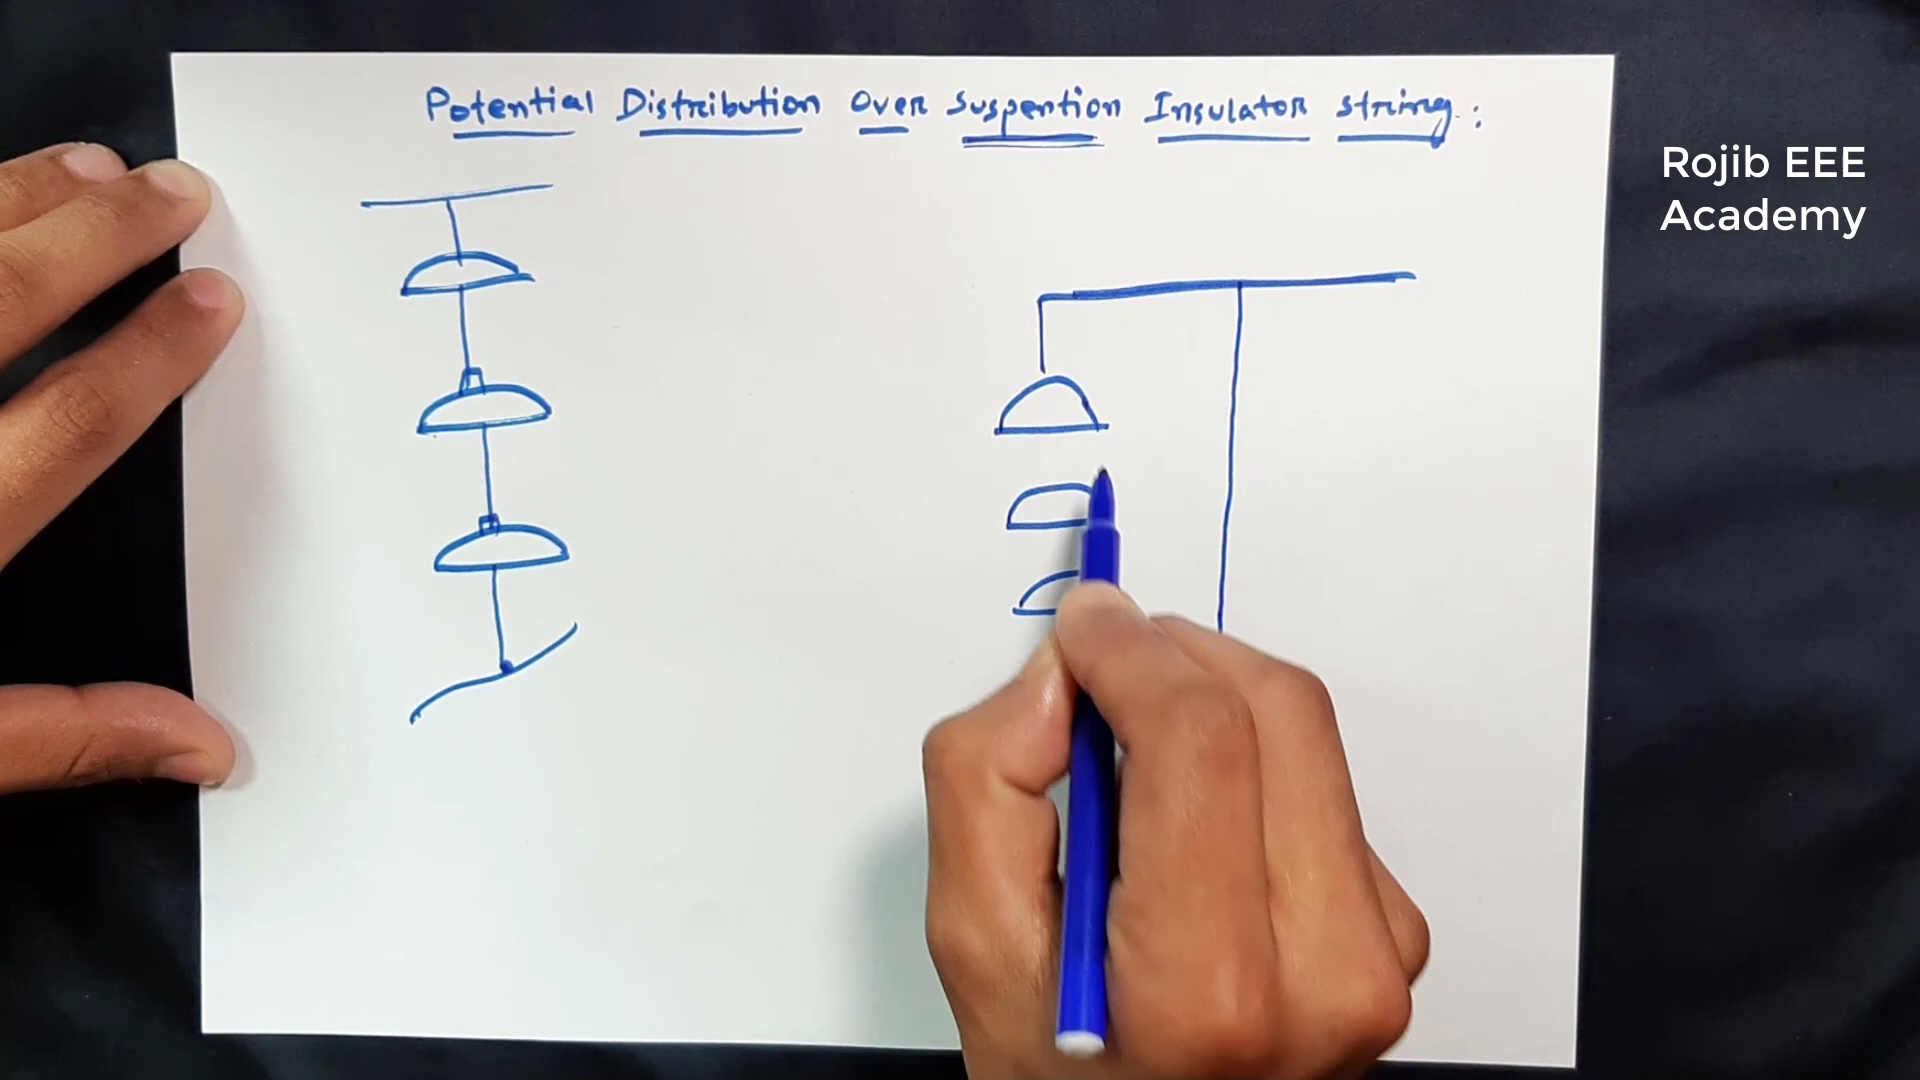 Potential Distribution Over Suspention Insulator string:
Rojib EEE
Academy